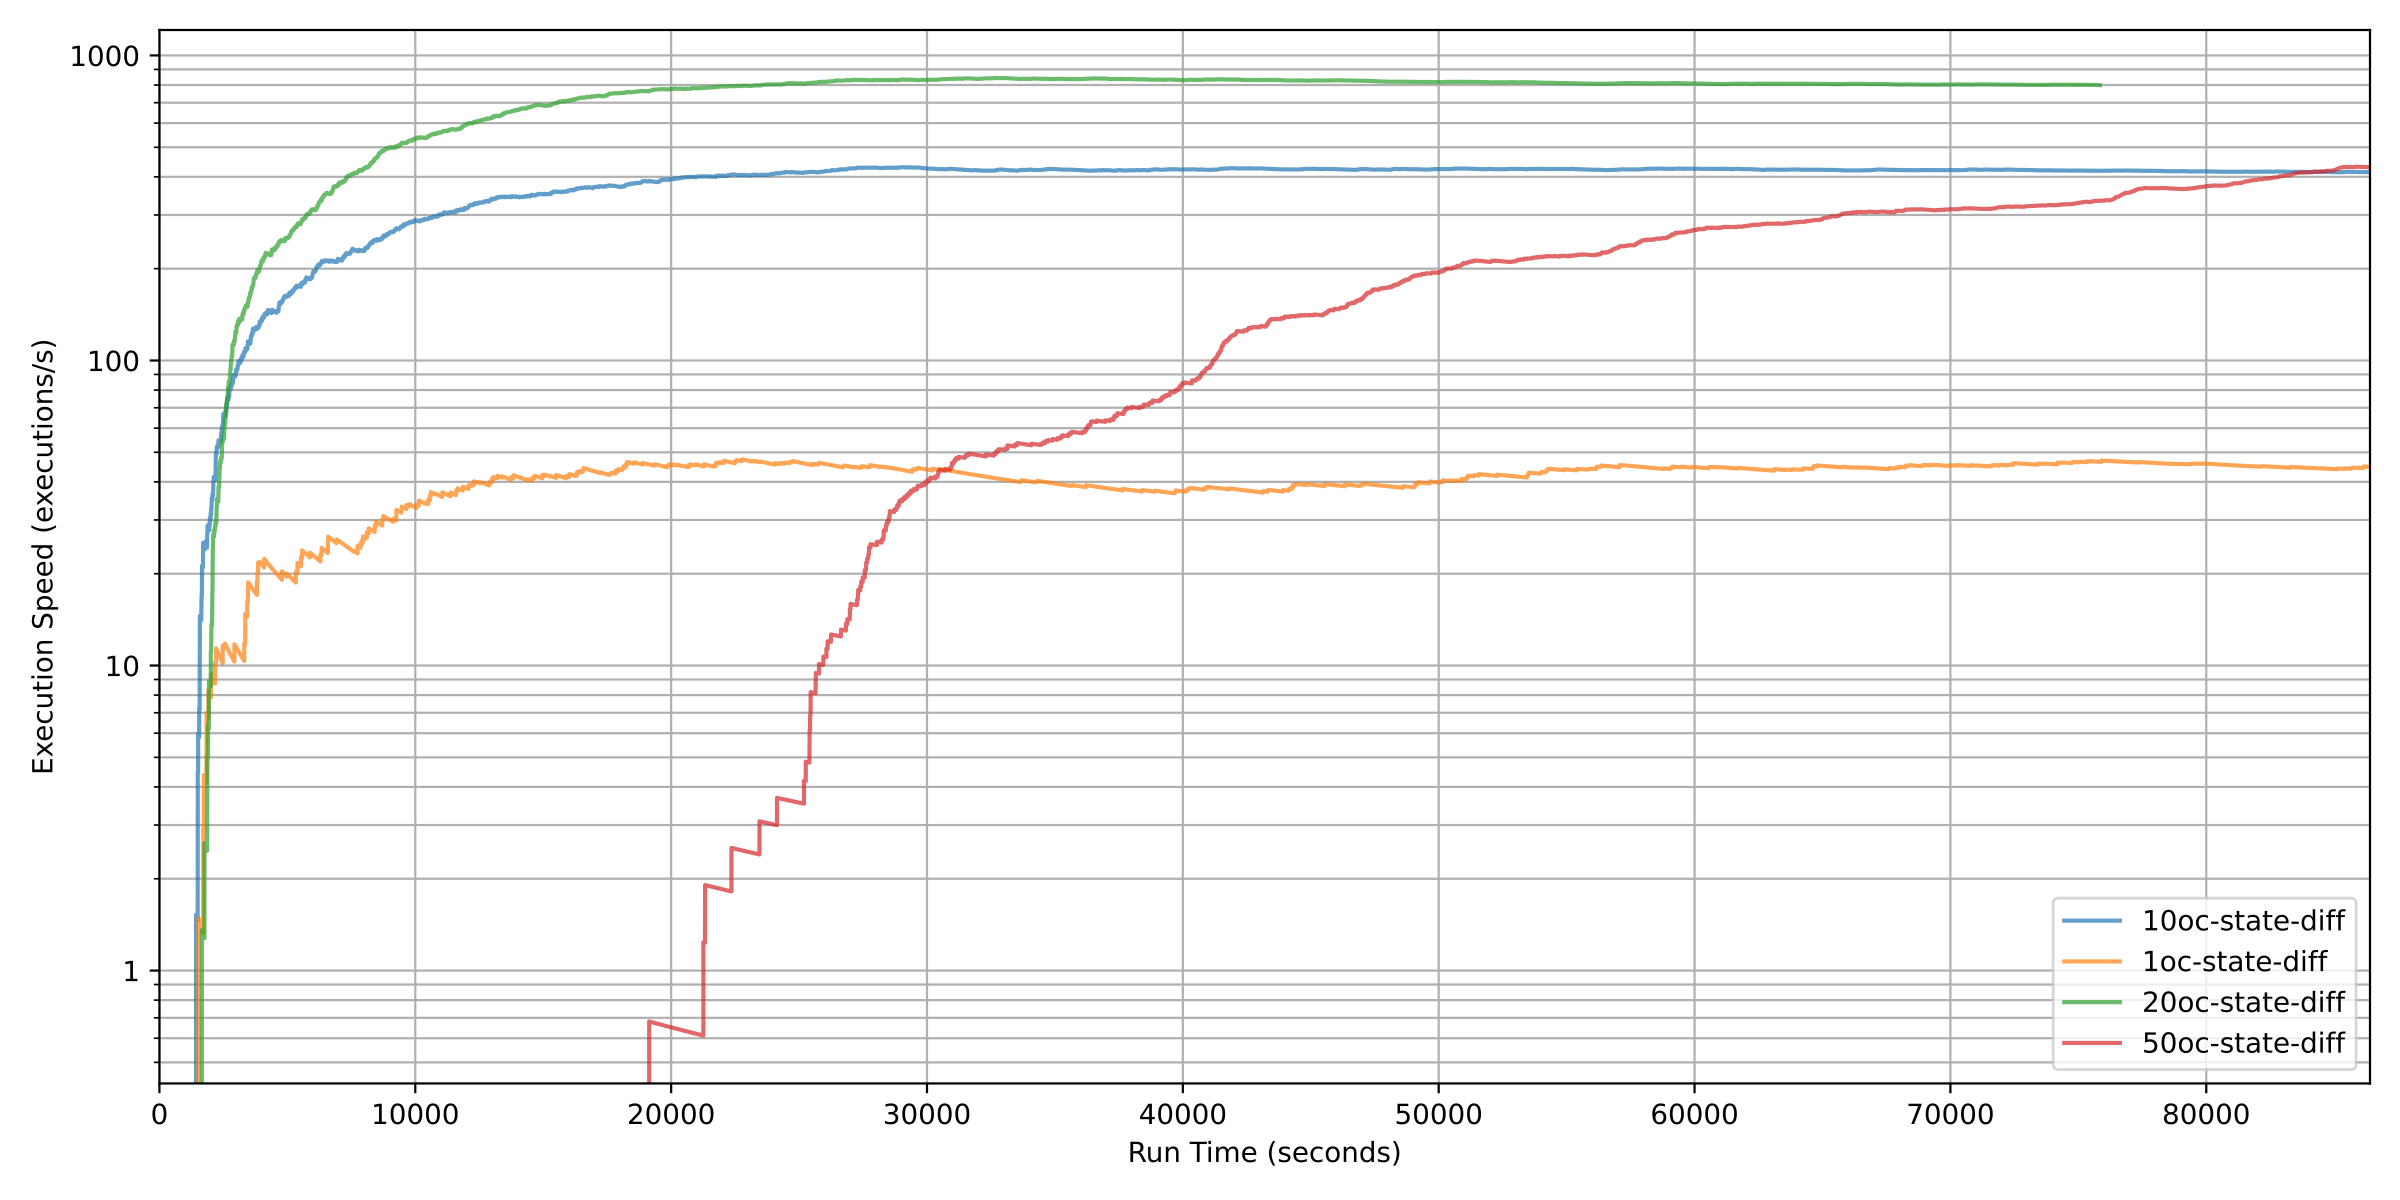 Execution Speed (executions/s)
1000
100
10
1
0 10000 20000 30000 40000 50000 60000 70000 80000
Run Time (seconds)
10oc-state-diff
1oc-state-diff
20oc-state-diff
50oc-state-diff